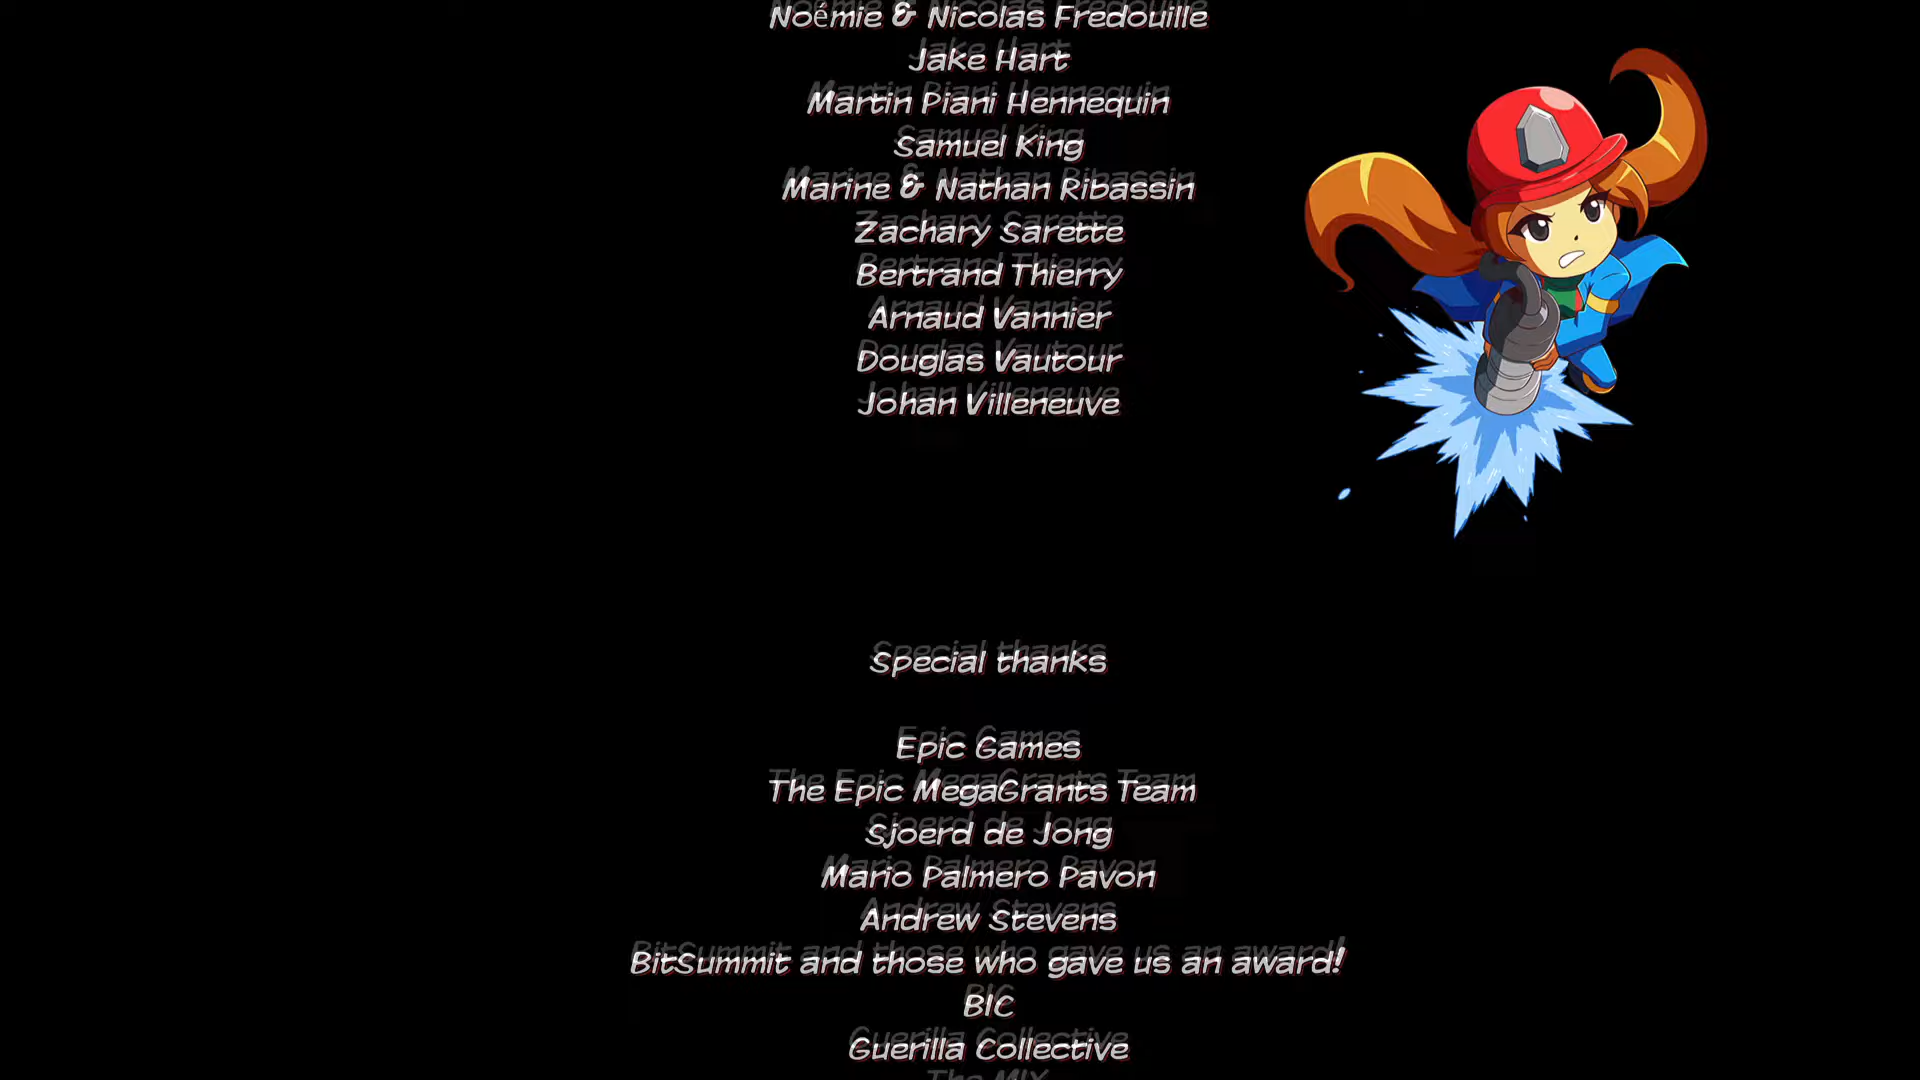 Noémie & Nicolas Fredouille
Jake Hart
Martin Piani Hennequin
Samuel King
Marine & Nathan Ribassin
Zachary Sarette
Bertrand Thierry
Arnaud Vannier
Douglas Vautour
Johan Villeneuve
Special thanks
Epic Games
The Epic MegaGrants Team
Sjoerd de Jong
Mario Palmero Pavon
Andrew Stevens
BitSummit and those who gave us an award!
BIC
Guerilla Collective
The MIX